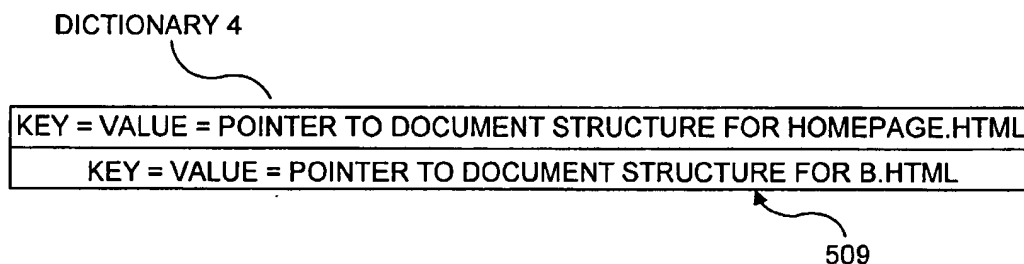 DICTIONARY 4
KEY = VALUE = POINTER TO DOCUMENT STRUCTURE FOR HOMEPAGE.HTML
KEY = VALUE = POINTER TO DOCUMENT STRUCTURE FOR B.HTML
509